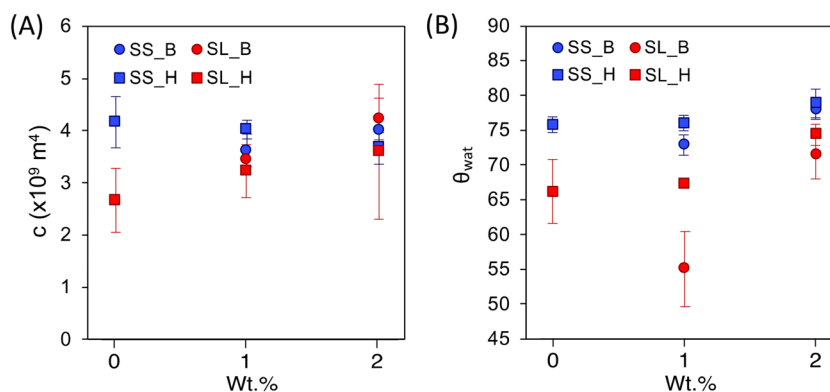 (A)
SS_B SL_B
SS_H SL_H
6
5
4
3
2
1
0
c (x10⁹ m⁴)
0 1 2
Wt.%
(B)
SS_B SL_B
SS_H SL_H
90
85
80
75
70
65
60
55
50
45
θwat
0 1 2
Wt.%